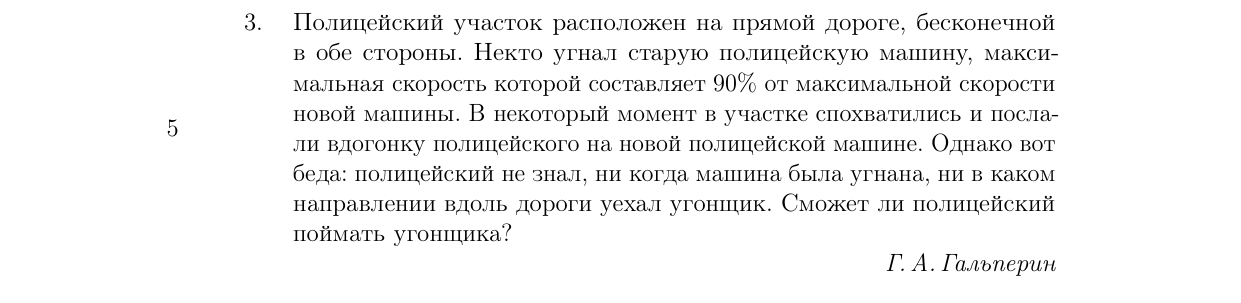 3. Полицейский участок расположен на прямой дороге, бесконечной
в обе стороны. Некто угнал старую полицейскую машину, макси-
мальная скорость которой составляет 90% от максимальной скорости
новой машины. В некоторый момент в участке спохватились и посла-
5
ли вдогонку полицейского на новой полицейской машине. Однако вот
беда: полицейский не знал, ни когда машина была угнана, ни в каком
направлении вдоль дороги уехал угонщик. Сможет ли полицейский
поймать угонщика?
Г. А. Гальперин